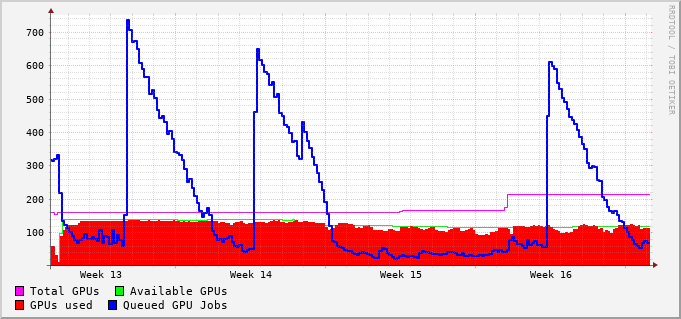 RRDTOOL / TOBI OETIKER
700
600
500
400
300
200
100
Week 13 Week 14 Week 15 Week 16
Total GPUs Available GPUs
GPUs used Queued GPU Jobs